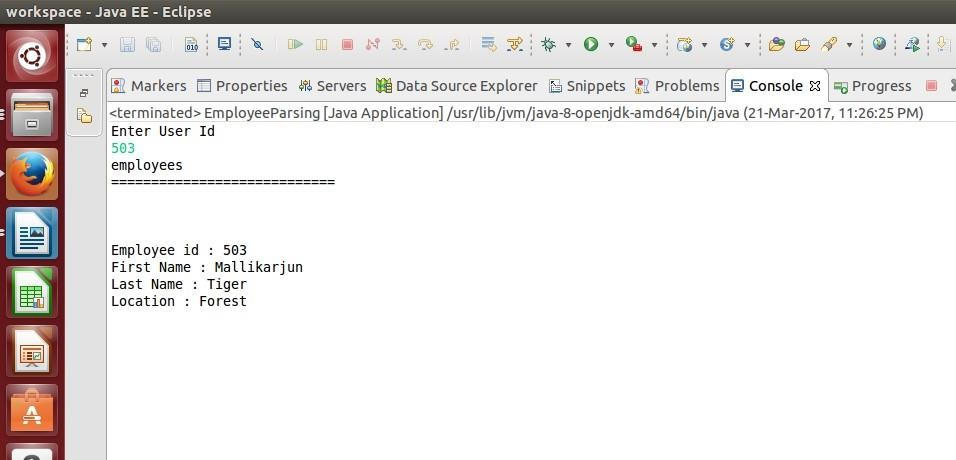 workspace - Java EE - Eclipse
Markers Properties Servers Data Source Explorer Snippets Problems Console Progress
<terminated> EmployeeParsing [Java Application] /usr/lib/jvm/java-8-openjdk-amd64/bin/java (21-Mar-2017, 11:26:25 PM)
Enter User Id
503
employees
============================
Employee id : 503
First Name : Mallikarjun
Last Name : Tiger
Location : Forest